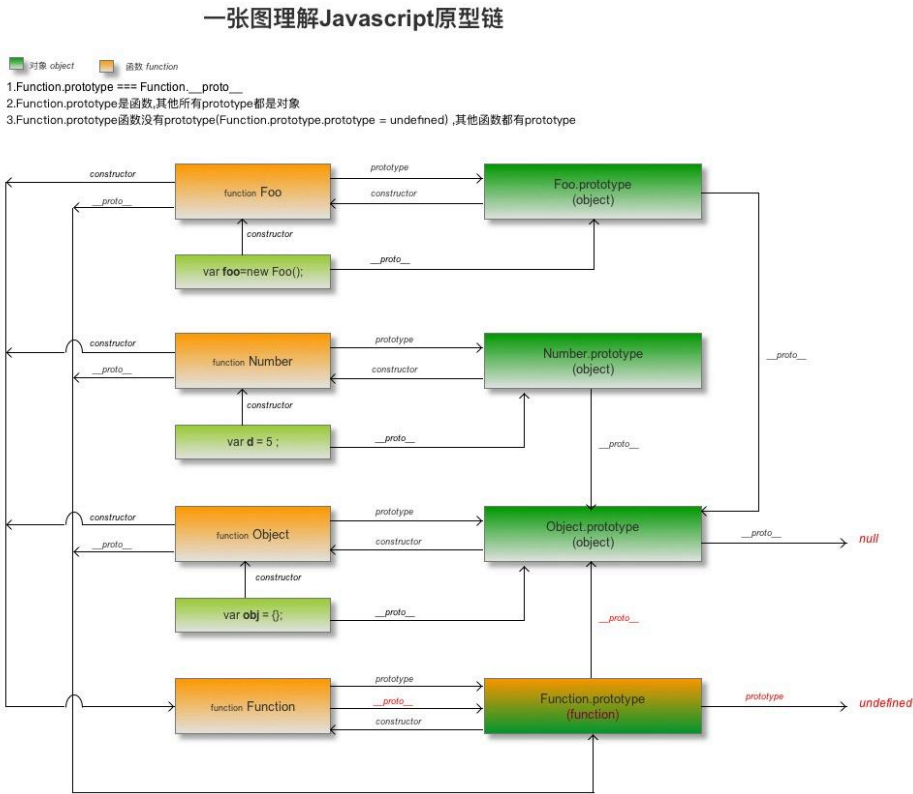 一张图理解Javascript原型链
对象 object 函数 function
1.Function.prototype === Function.__proto__
2.Function.prototype是函数,其他所有prototype都是对象
3.Function.prototype函数没有prototype(Function.prototype.prototype = undefined) ,其他函数都有prototype
constructor
__proto__
function Foo
prototype
constructor
Foo.prototype
(object)
constructor
var foo=new Foo();
__proto__
constructor
__proto__
function Number
prototype
constructor
Number.prototype
(object)
__proto__
constructor
var d = 5 ;
__proto__
__proto__
constructor
__proto__
function Object
prototype
constructor
Object.prototype
(object)
__proto__
null
constructor
var obj = {};
__proto__
__proto__
function Function
prototype
__proto__
constructor
Function.prototype
(function)
prototype
undefined